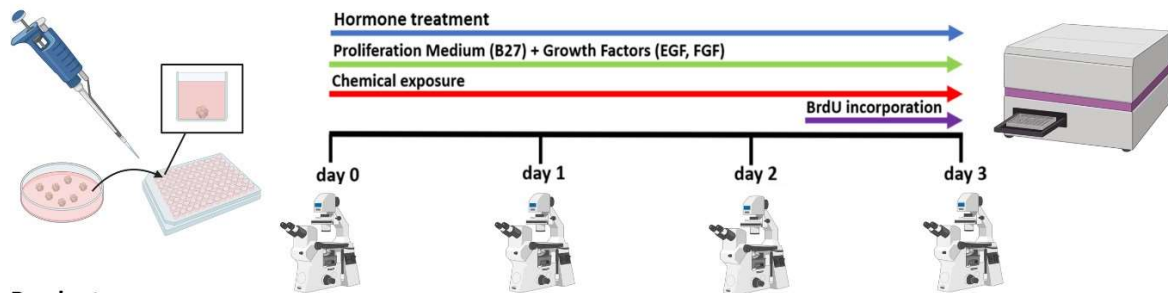 Hormone treatment
Proliferation Medium (B27) + Growth Factors (EGF, FGF)
Chemical exposure
BrdU incorporation
day 0
day 1
day 2
day 3